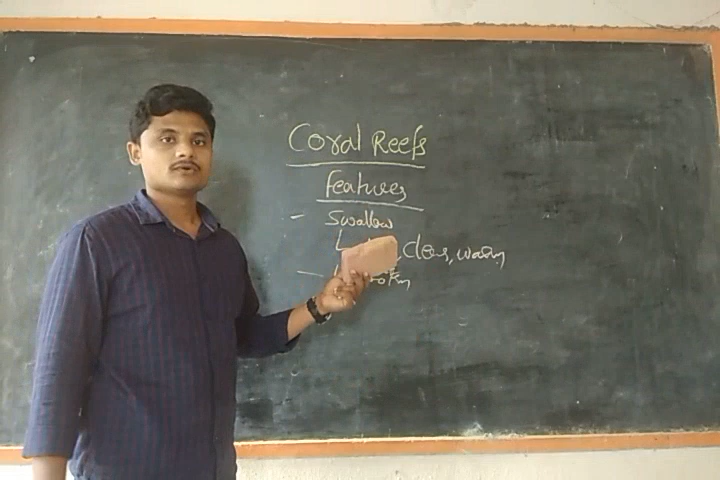 Coral Reefs
Features
- Swallow
, Clear, warm
-